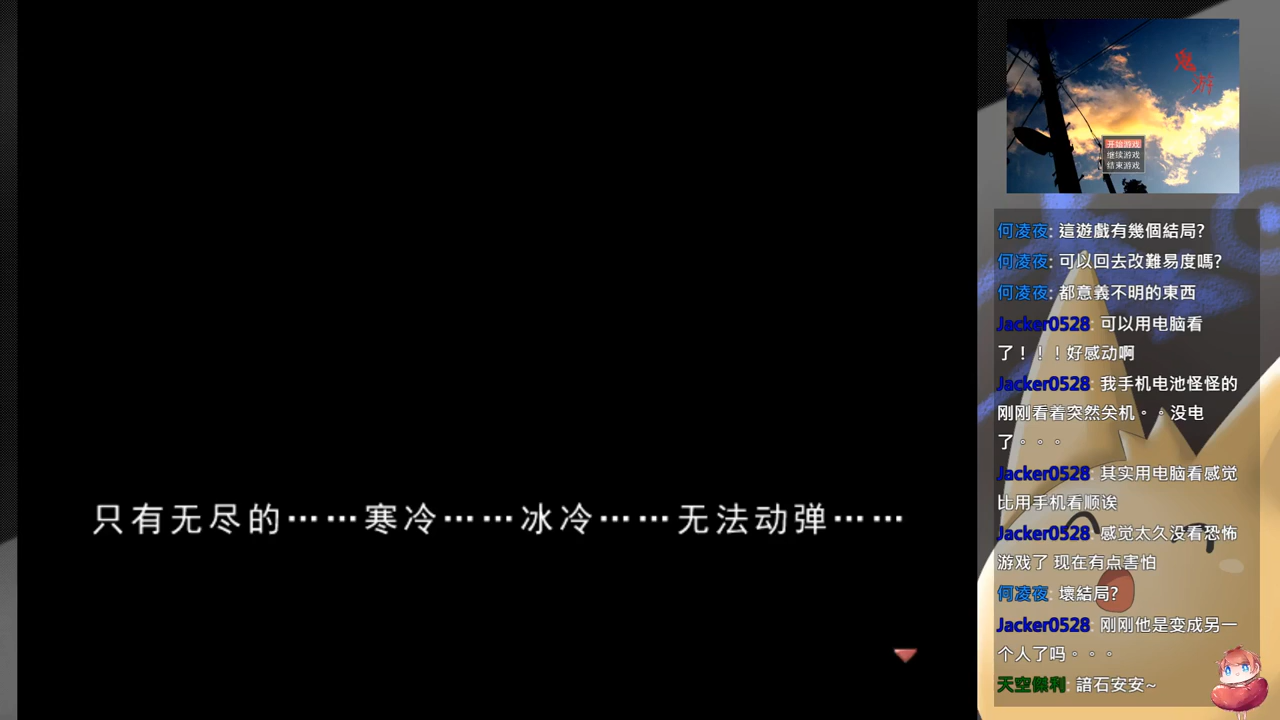 只有无尽的……寒冷……冰冷……无法动弹……
鬼
游
开始游戏
继续游戏
结束游戏
何凌夜: 這遊戲有幾個結局?
何凌夜: 可以回去改難易度嗎?
何凌夜: 都意義不明的東西
Jacker0528: 可以用电脑看
了！！！好感动啊
Jacker0528: 我手机电池怪怪的
刚刚看着突然关机。。没电
了。。。
Jacker0528: 其实用电脑看感觉
比用手机看顺诶
Jacker0528: 感觉太久没看恐怖
游戏了 现在有点害怕
何凌夜: 壞結局?
Jacker0528: 刚刚他是变成另一
个人了吗。。。
天空傑利: 諳石安安~